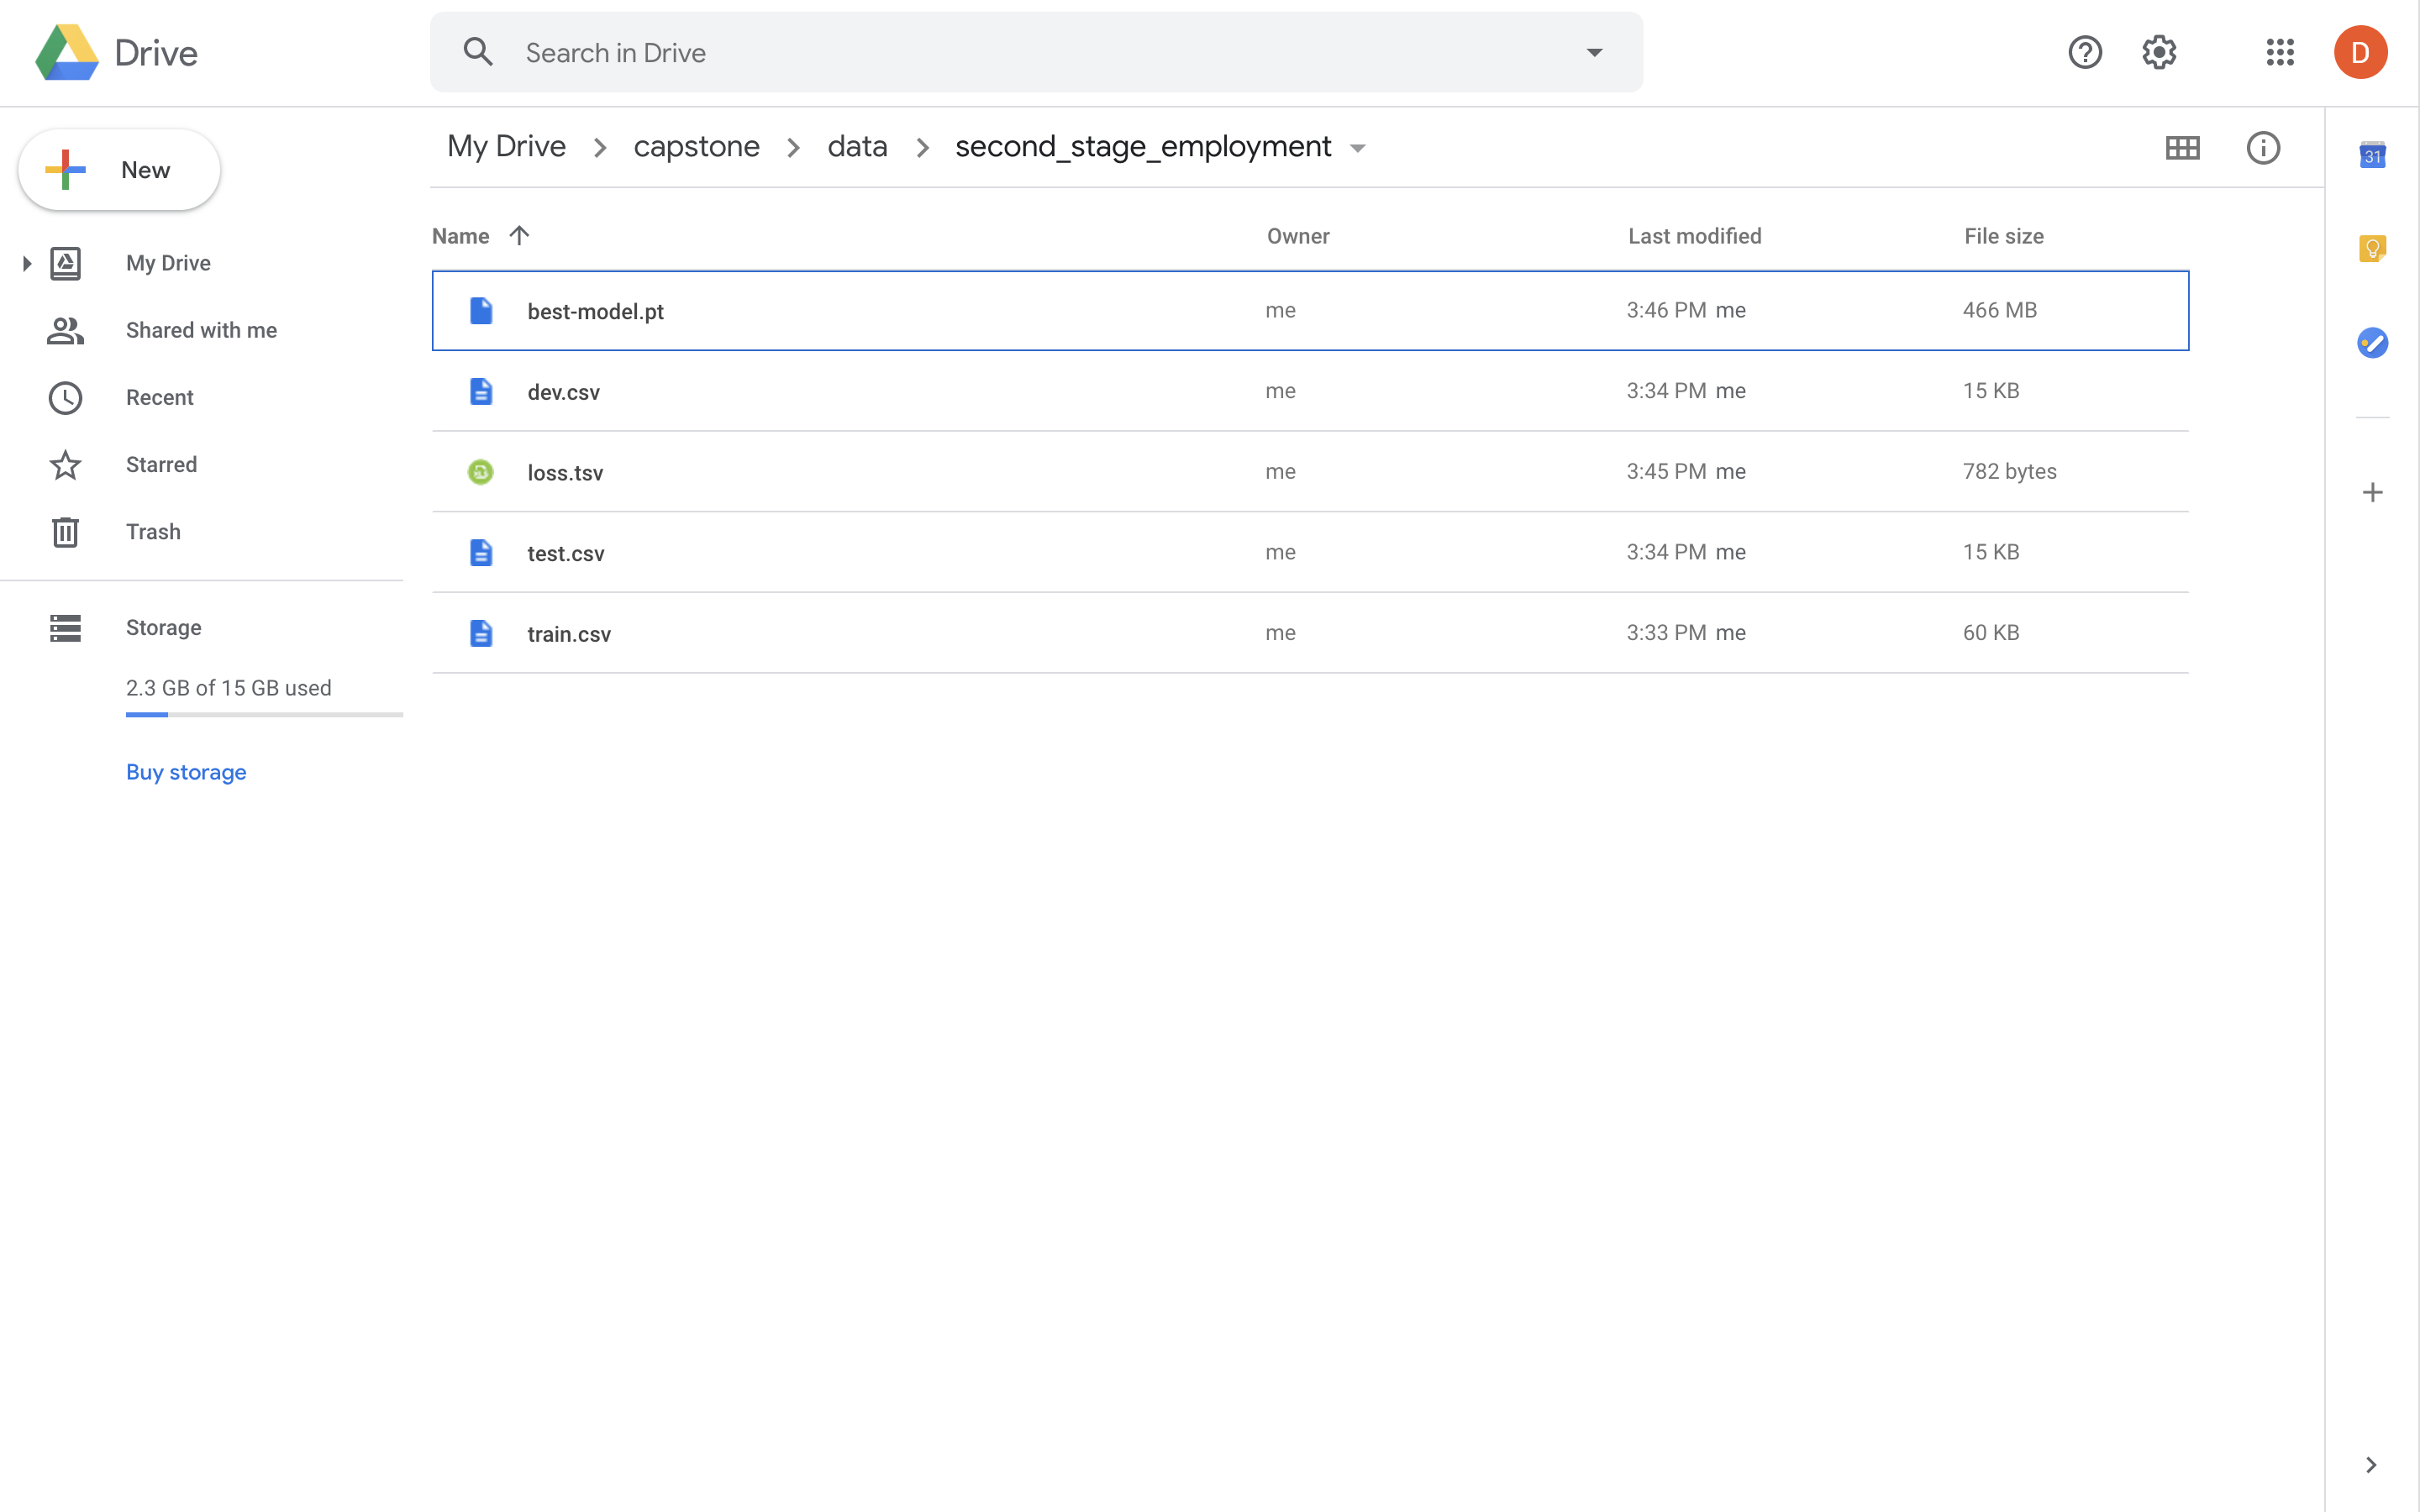 Drive
Search in Drive
D
New
My Drive > capstone > data > second_stage_employment
31
Name Owner Last modified File size
My Drive
Shared with me
Recent
Starred
Trash
best-model.pt me 3:46 PM me 466 MB
dev.csv me 3:34 PM me 15 KB
loss.tsv me 3:45 PM me 782 bytes
test.csv me 3:34 PM me 15 KB
train.csv me 3:33 PM me 60 KB
Storage
2.3 GB of 15 GB used
Buy storage